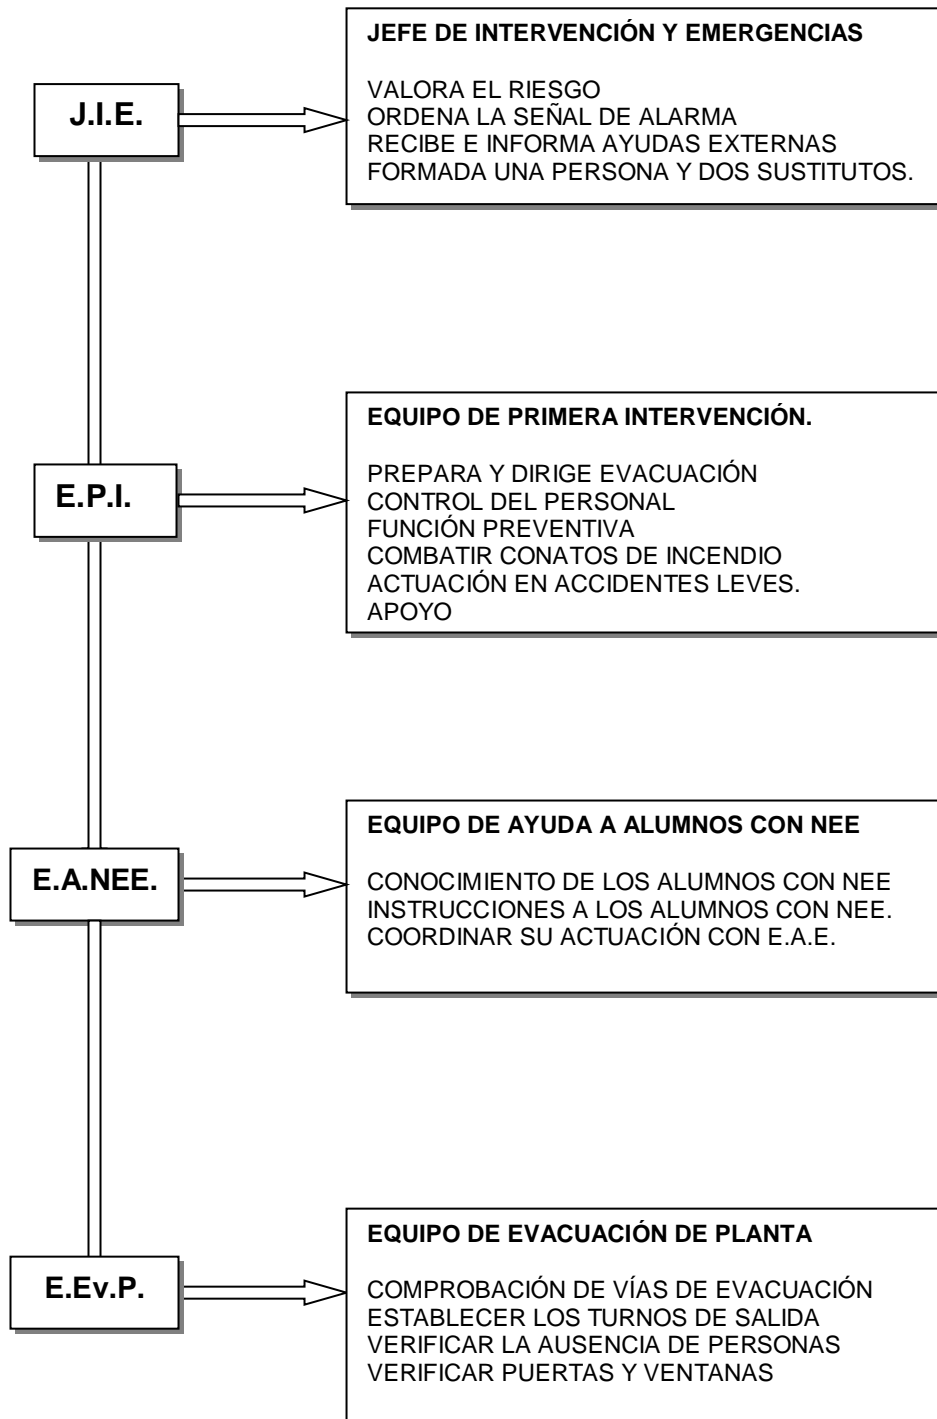 J.I.E.
JEFE DE INTERVENCIÓN Y EMERGENCIAS
VALORA EL RIESGO
ORDENA LA SEÑAL DE ALARMA
RECIBE E INFORMA AYUDAS EXTERNAS
FORMADA UNA PERSONA Y DOS SUSTITUTOS.
E.P.I.
EQUIPO DE PRIMERA INTERVENCIÓN.
PREPARA Y DIRIGE EVACUACIÓN
CONTROL DEL PERSONAL
FUNCIÓN PREVENTIVA
COMBATIR CONATOS DE INCENDIO
ACTUACIÓN EN ACCIDENTES LEVES.
APOYO
E.A.NEE.
EQUIPO DE AYUDA A ALUMNOS CON NEE
CONOCIMIENTO DE LOS ALUMNOS CON NEE
INSTRUCCIONES A LOS ALUMNOS CON NEE.
COORDINAR SU ACTUACIÓN CON E.A.E.
E.Ev.P.
EQUIPO DE EVACUACIÓN DE PLANTA
COMPROBACIÓN DE VÍAS DE EVACUACIÓN
ESTABLECER LOS TURNOS DE SALIDA
VERIFICAR LA AUSENCIA DE PERSONAS
VERIFICAR PUERTAS Y VENTANAS